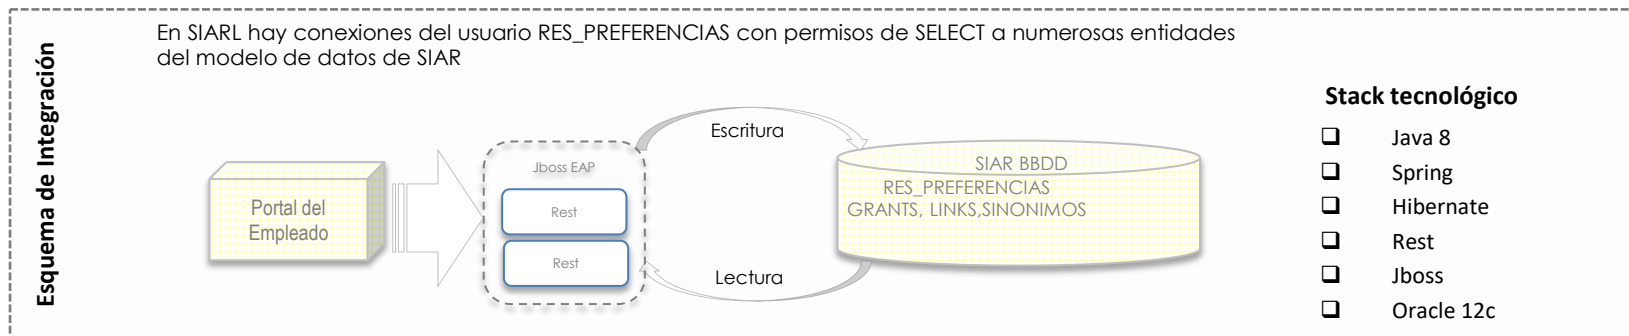 Esquema de Integración
En SIARL hay conexiones del usuario RES_PREFERENCIAS con permisos de SELECT a numerosas entidades
del modelo de datos de SIAR
Portal del
Empleado
Jboss EAP
Rest
Rest
Escritura
Lectura
SIAR BBDD
RES_PREFERENCIAS
GRANTS, LINKS,SINONIMOS
Stack tecnológico
Java 8
Spring
Hibernate
Rest
Jboss
Oracle 12c